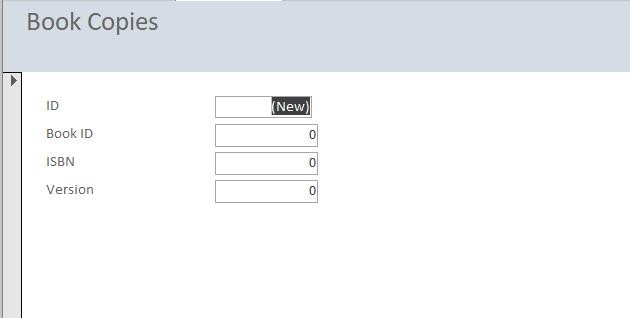 Book Copies
ID (New)
Book ID 0
ISBN 0
Version 0